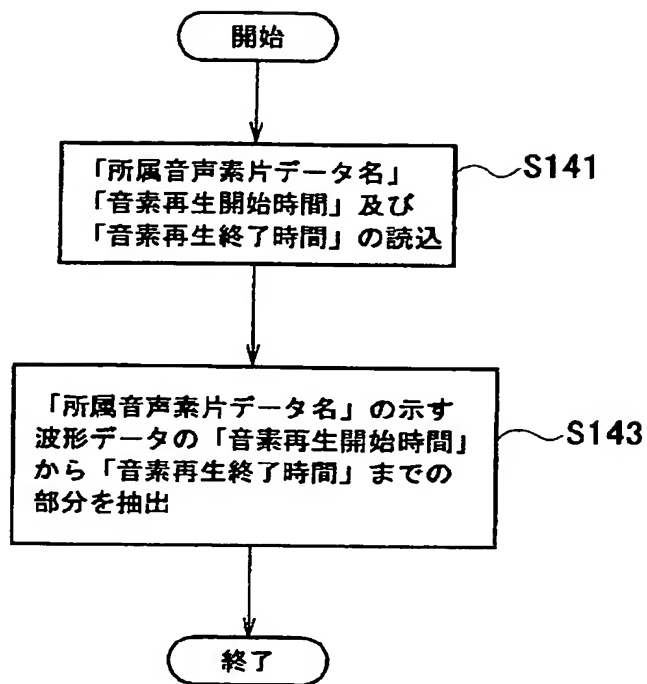 開始
「所属音声素片データ名」
「音素再生開始時間」及び
「音素再生終了時間」の読込
S141
「所属音声素片データ名」の示す
波形データの「音素再生開始時間」
から「音素再生終了時間」までの
部分を抽出
S143
終了